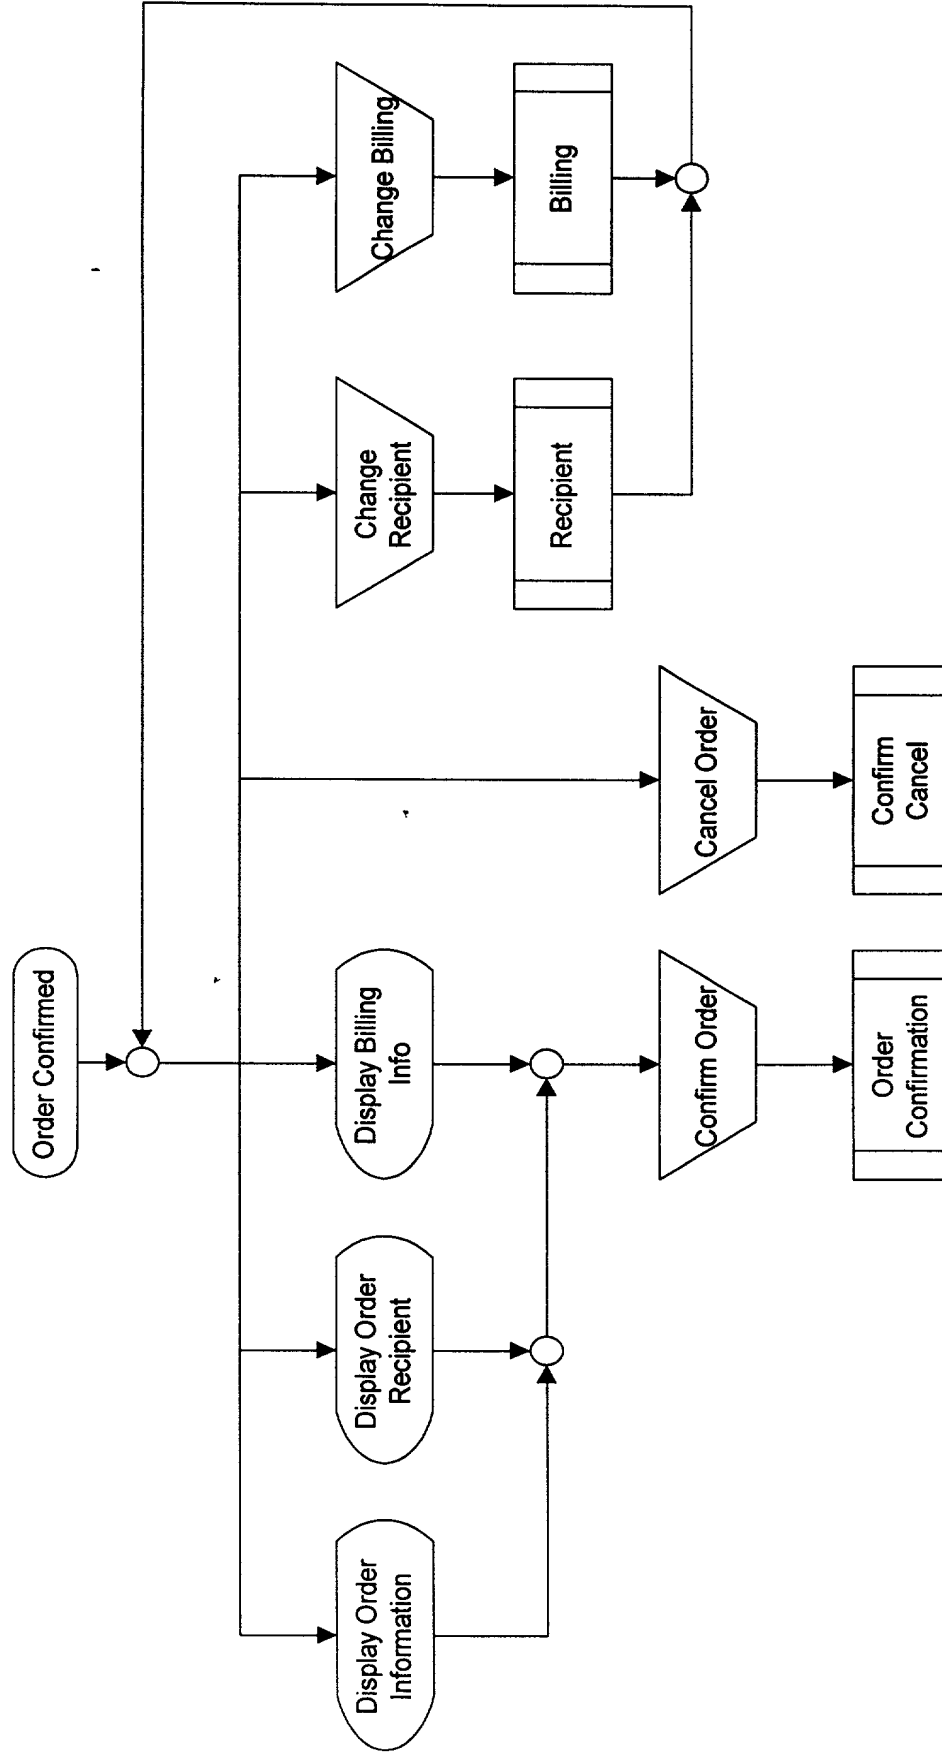 Order Confirmed
Display Order
Information
Display Order
Recipient
Display Billing
Info
Change
Recipient
Change Billing
Recipient
Billing
Confirm Order
Cancel Order
Order
Confirmation
Confirm
Cancel